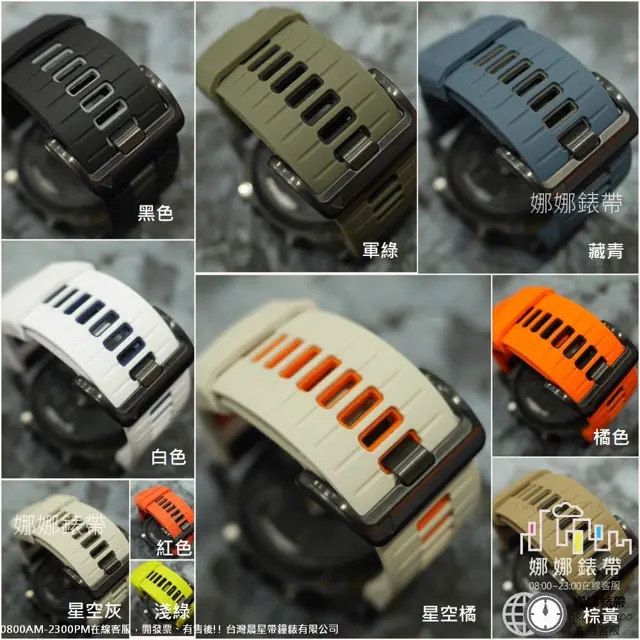 黑色
軍綠
娜娜錶帶
藏青
白色
星空橘
橘色
娜娜錶帶
星空灰
紅色
淺綠
娜娜錶帶
08:00~23:00在線客服
棕黃
0800AM-2300PM在線客服，開發票、有售後!! 台灣晨星帶鐘錶有限公司